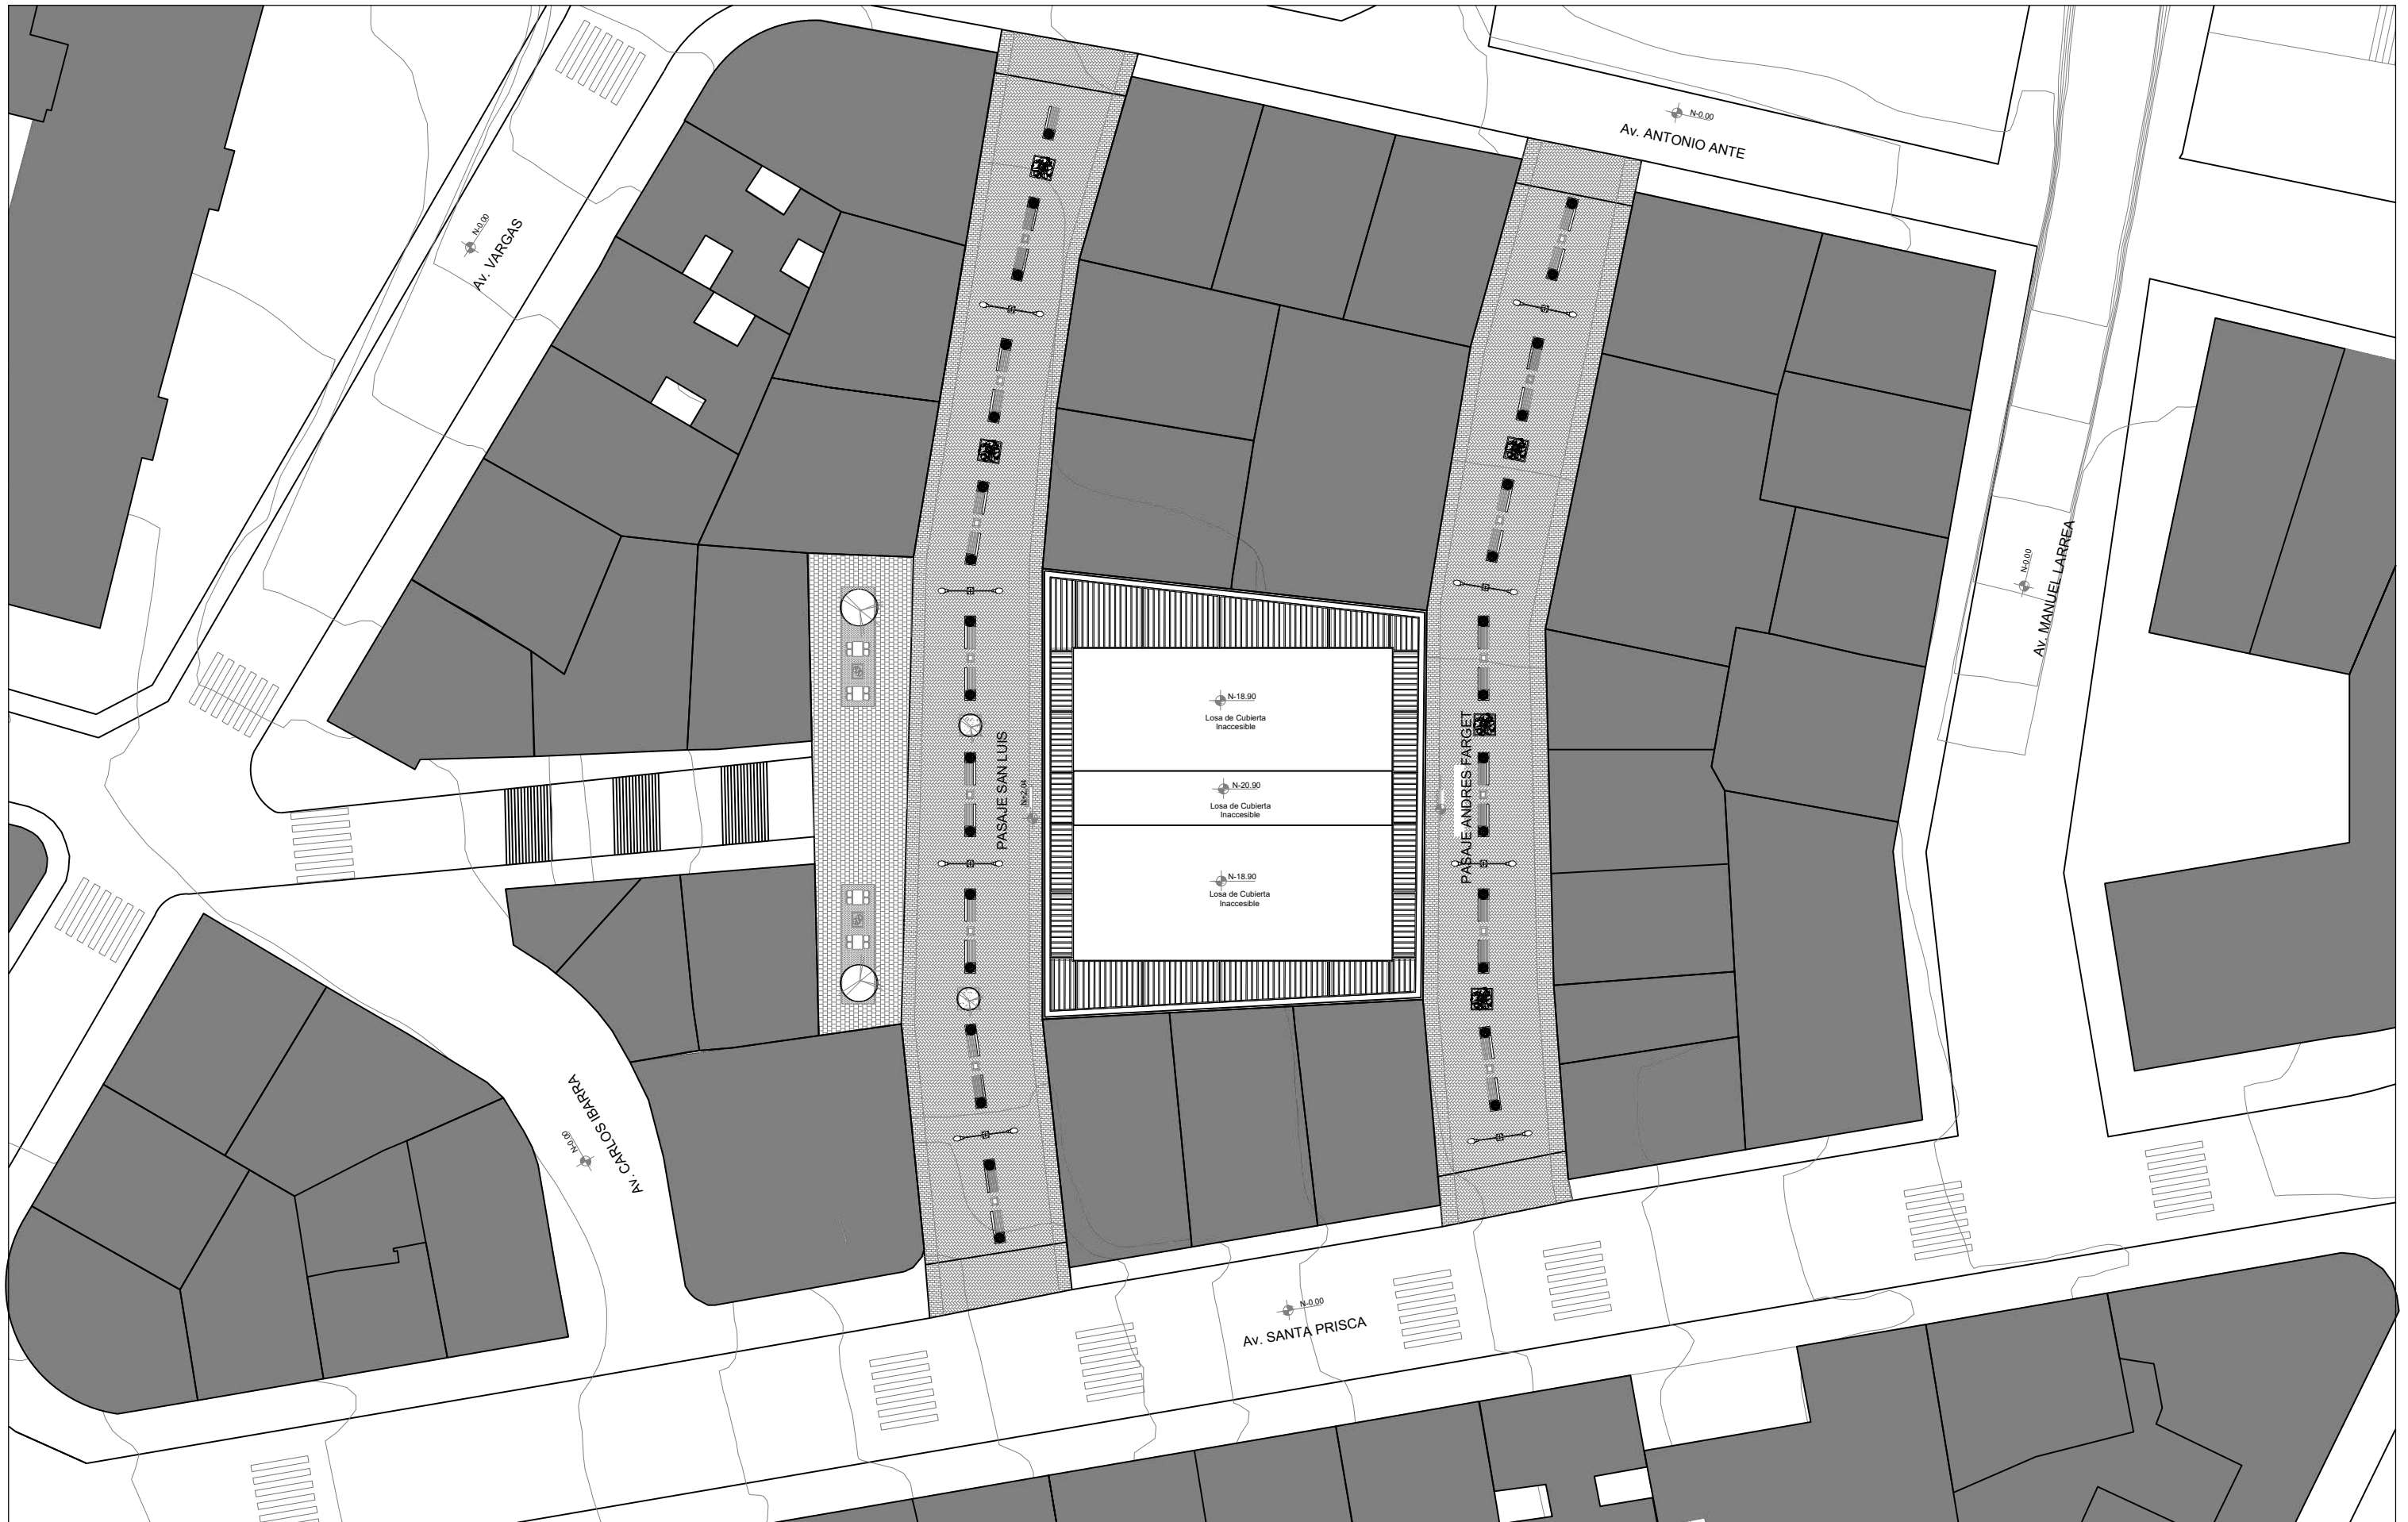 N-0.00
Av. ANTONIO ANTE
N-0.00
Av. VARGAS
N-0.00
Av. MANUEL LARREA
N-18.90
Losa de Cubierta
Inaccesible
PASAJE SAN LUIS
N+2.04
N-20.90
Losa de Cubierta
Inaccesible
PASAJE ANDRES FARGET
N-18.90
Losa de Cubierta
Inaccesible
Av. CARLOS IBARRA
N+0.00
N-0.00
Av. SANTA PRISCA